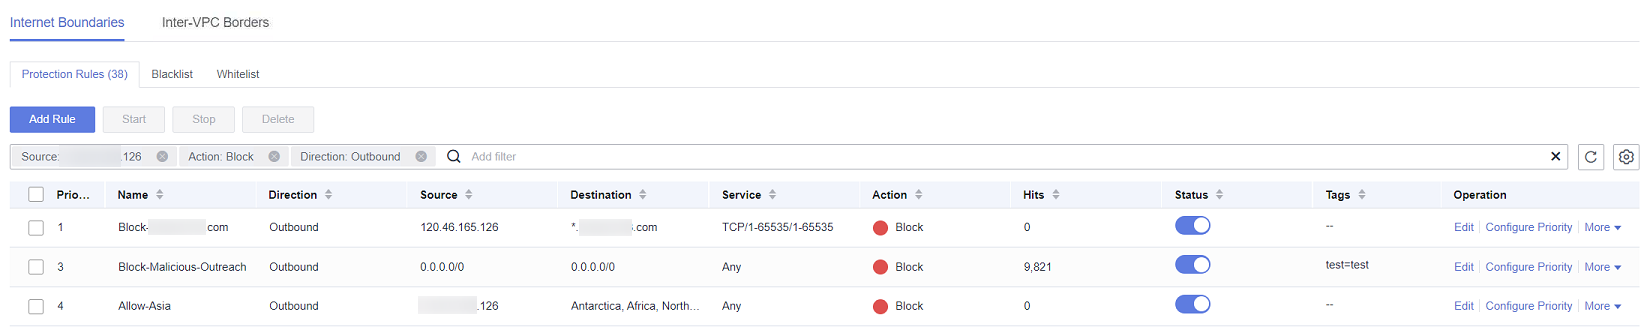 Internet Boundaries Inter-VPC Borders
Protection Rules (38) Blacklist Whitelist
Add Rule Start Stop Delete
Source: .126 Action: Block Direction: Outbound Add filter
Prio... Name Direction Source Destination Service Action Hits Status Tags Operation
1 Block- com Outbound 120.46.165.126 *. .com TCP/1-65535/1-65535 Block 0 -- Edit Configure Priority More
3 Block-Malicious-Outreach Outbound 0.0.0.0/0 0.0.0.0/0 Any Block 9,821 test=test Edit Configure Priority More
4 Allow-Asia Outbound .126 Antarctica, Africa, North... Any Block 0 -- Edit Configure Priority More